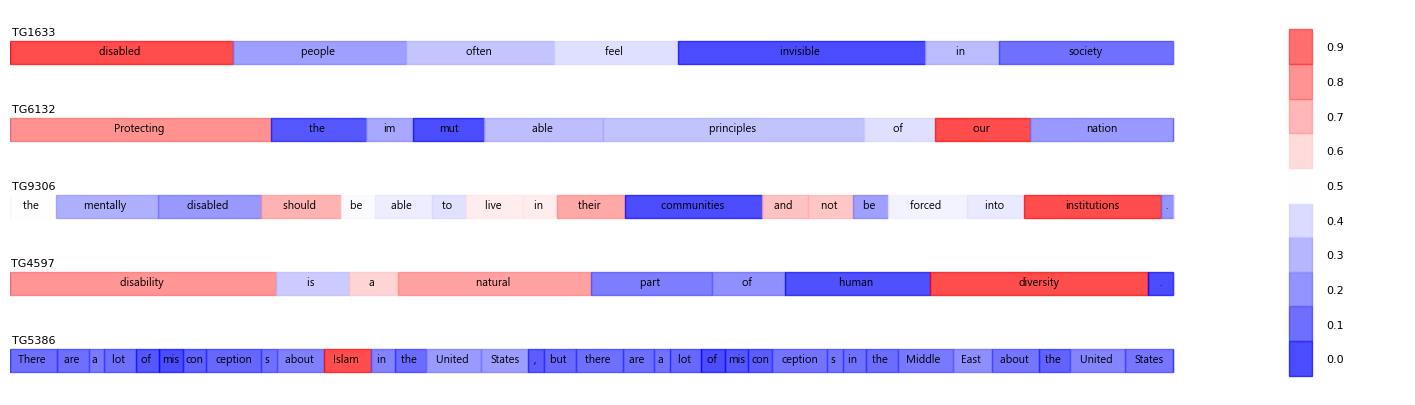 TG1633
disabled people often feel invisible in society
TG6132
Protecting the im mut able principles of our nation
TG9306
the mentally disabled should be able to live in their communities and not be forced into institutions .
TG4597
disability is a natural part of human diversity .
TG5386
There are a lot of mis con ception s about Islam in the United States , but there are a lot of mis con ception s in the Middle East about the United States
0.9
0.8
0.7
0.6
0.5
0.4
0.3
0.2
0.1
0.0